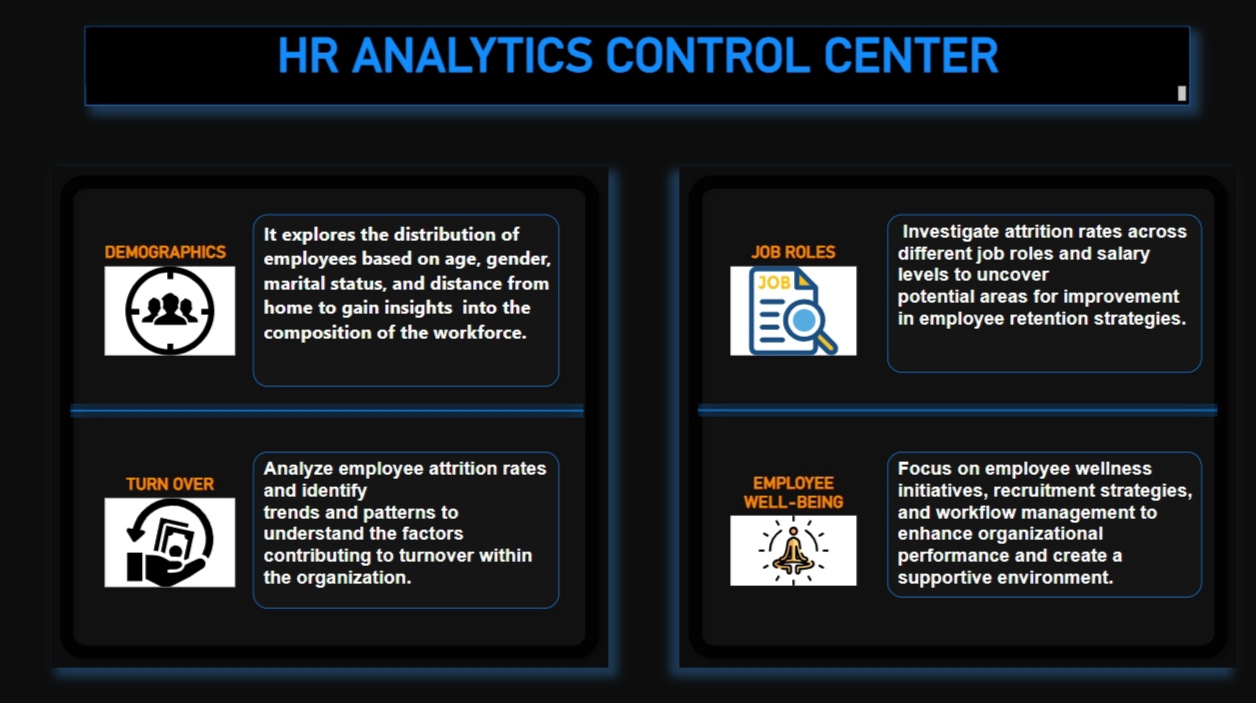 HR ANALYTICS CONTROL CENTER
DEMOGRAPHICS
It explores the distribution of
employees based on age, gender,
marital status, and distance from
home to gain insights  into the
composition of the workforce.
TURN OVER
Analyze employee attrition rates
and identify
trends and patterns to
understand the factors
contributing to turnover within
the organization.
JOB ROLES
JOB
Investigate attrition rates across
different job roles and salary
levels to uncover
potential areas for improvement
in employee retention strategies.
EMPLOYEE
WELL-BEING
Focus on employee wellness
initiatives, recruitment strategies,
and workflow management to
enhance organizational
performance and create a
supportive environment.